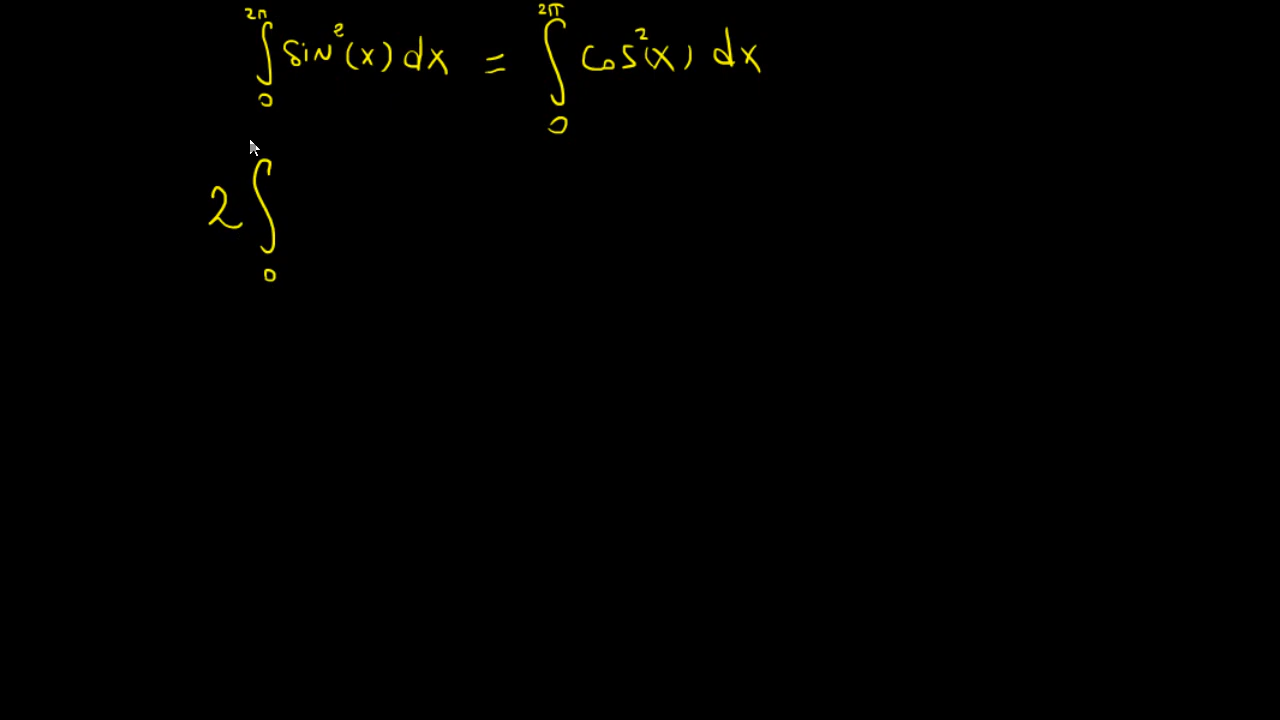 ∫₀^{2π} sin²(x) dx = ∫₀^{2π} cos²(x) dx
2 ∫₀